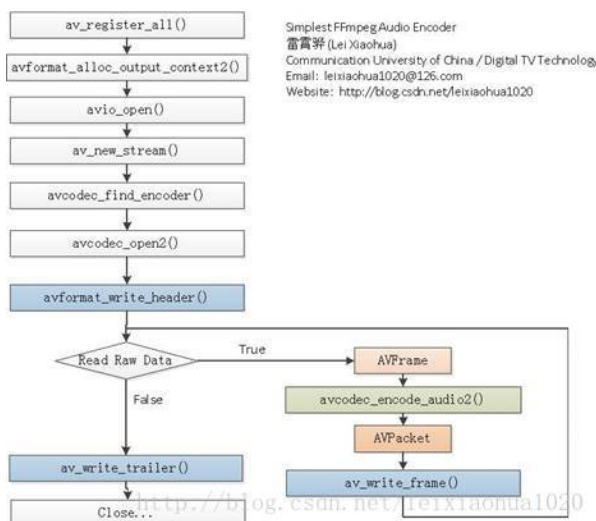 av_register_all()
avformat_alloc_output_context2()
avio_open()
av_new_stream()
avcodec_find_encoder()
avcodec_open2()
avformat_write_header()
Read Raw Data
True
False
AVFrame
avcodec_encode_audio2()
AVPacket
av_write_frame()
av_write_trailer()
Close...
Simplest FFmpeg Audio Encoder
雷霄骅 (Lei Xiaohua)
Communication University of China / Digital TV Technology
Email: leixiaohua1020@126.com
Website: http://blog.csdn.net/leixiaohua1020
http://blog.csdn.net/leixiaohua1020